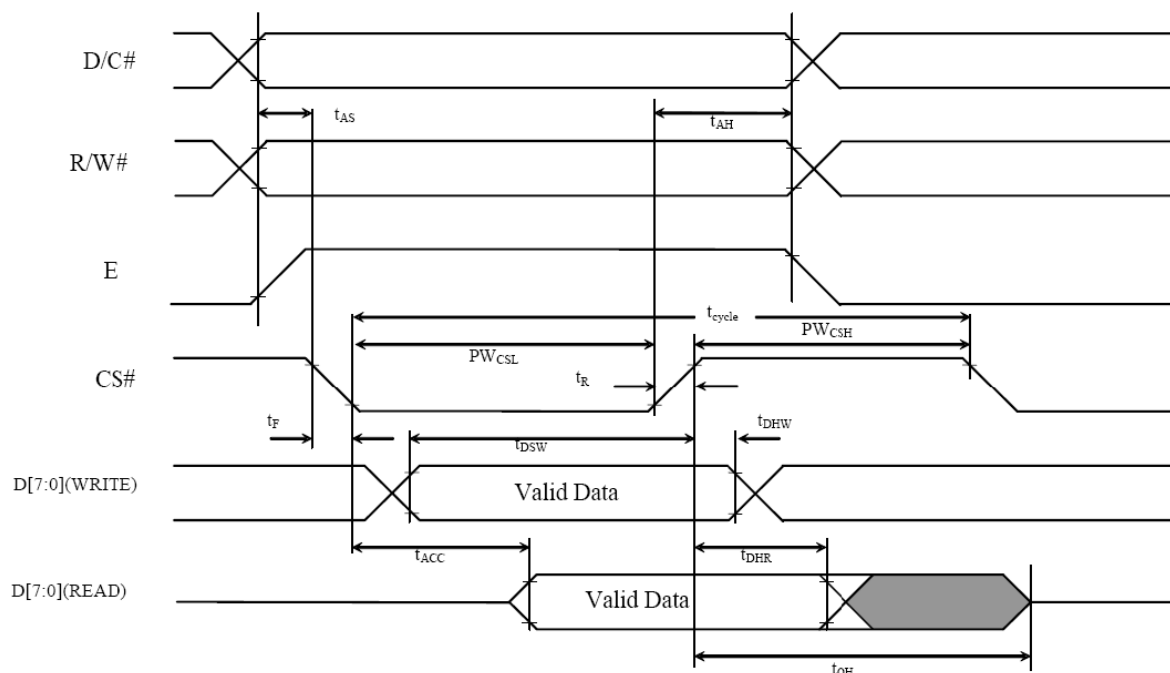 D/C#
tAS
tAH
R/W#
E
tcycle
PWCSH
PWCSL
CS#
tR
tF
tDSW
tDHW
D[7:0](WRITE)
Valid Data
tACC
tDHR
D[7:0](READ)
Valid Data
tOH